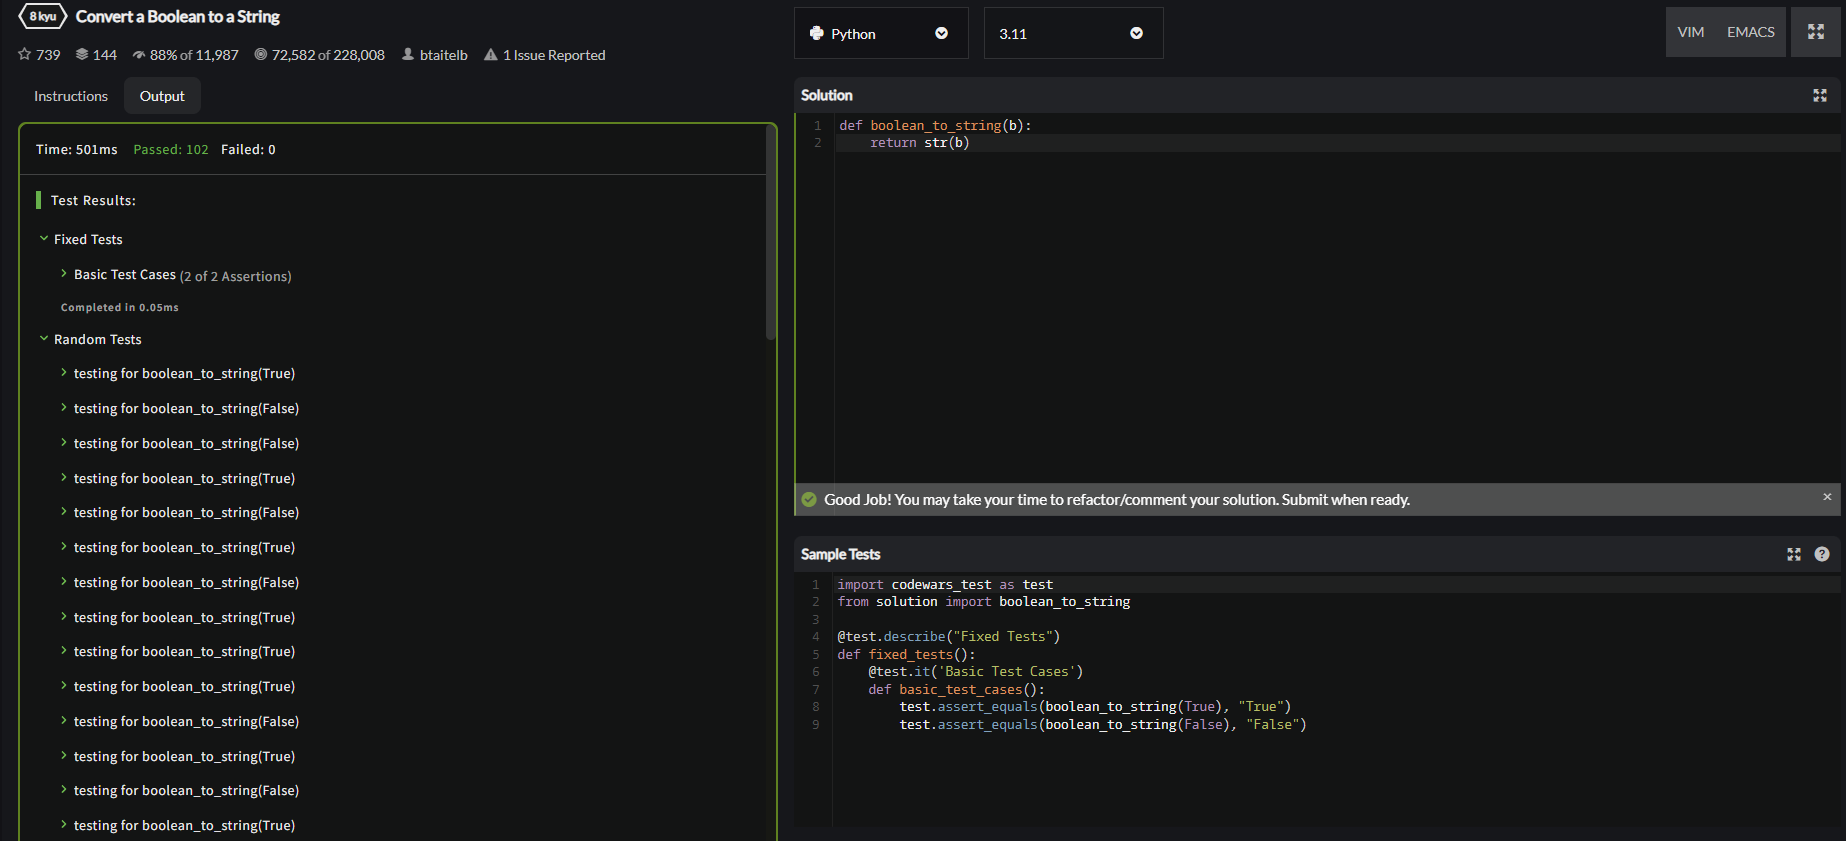 8 kyu Convert a Boolean to a String
739 144 88% of 11,987 72,582 of 228,008 btaitelb 1 Issue Reported
Instructions Output
Time: 501ms Passed: 102 Failed: 0
Test Results:
Fixed Tests
Basic Test Cases (2 of 2 Assertions)
Completed in 0.05ms
Random Tests
testing for boolean_to_string(True)
testing for boolean_to_string(False)
testing for boolean_to_string(False)
testing for boolean_to_string(True)
testing for boolean_to_string(False)
testing for boolean_to_string(True)
testing for boolean_to_string(False)
testing for boolean_to_string(True)
testing for boolean_to_string(True)
testing for boolean_to_string(True)
testing for boolean_to_string(False)
testing for boolean_to_string(True)
testing for boolean_to_string(False)
testing for boolean_to_string(True)
Python 3.11 VIM EMACS
Solution
1 def boolean_to_string(b):
2     return str(b)
Good Job! You may take your time to refactor/comment your solution. Submit when ready. ×
Sample Tests ?
1 import codewars_test as test
2 from solution import boolean_to_string
3
4 @test.describe("Fixed Tests")
5 def fixed_tests():
6     @test.it('Basic Test Cases')
7     def basic_test_cases():
8         test.assert_equals(boolean_to_string(True), "True")
9         test.assert_equals(boolean_to_string(False), "False")